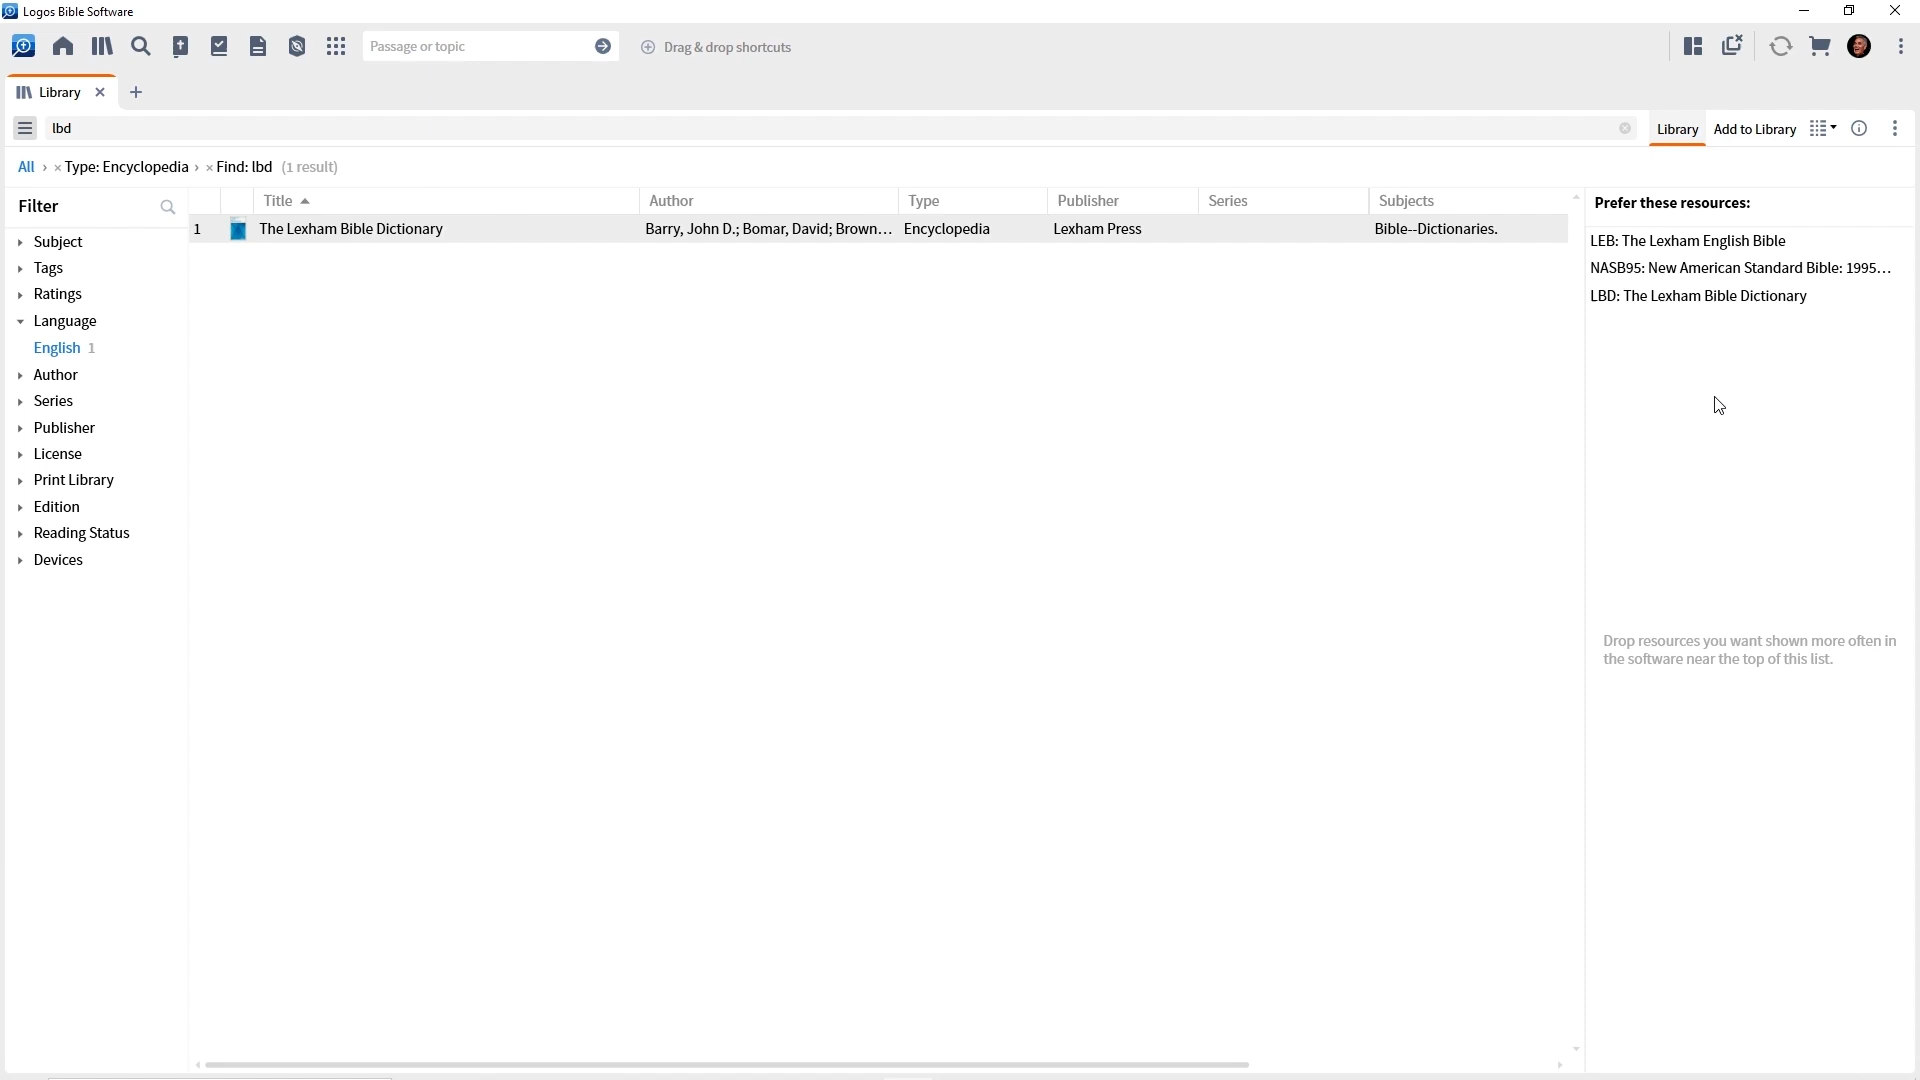 Logos Bible Software
Passage or topic
Drag & drop shortcuts
Library
lbd
Library
Add to Library
All › × Type: Encyclopedia › × Find: lbd (1 result)
Filter
Subject
Tags
Ratings
Language
English 1
Author
Series
Publisher
License
Print Library
Edition
Reading Status
Devices
Title Author Type Publisher Series Subjects
1 The Lexham Bible Dictionary Barry, John D.; Bomar, David; Brown... Encyclopedia Lexham Press Bible--Dictionaries.
Prefer these resources:
LEB: The Lexham English Bible
NASB95: New American Standard Bible: 1995...
LBD: The Lexham Bible Dictionary
Drop resources you want shown more often in
the software near the top of this list.